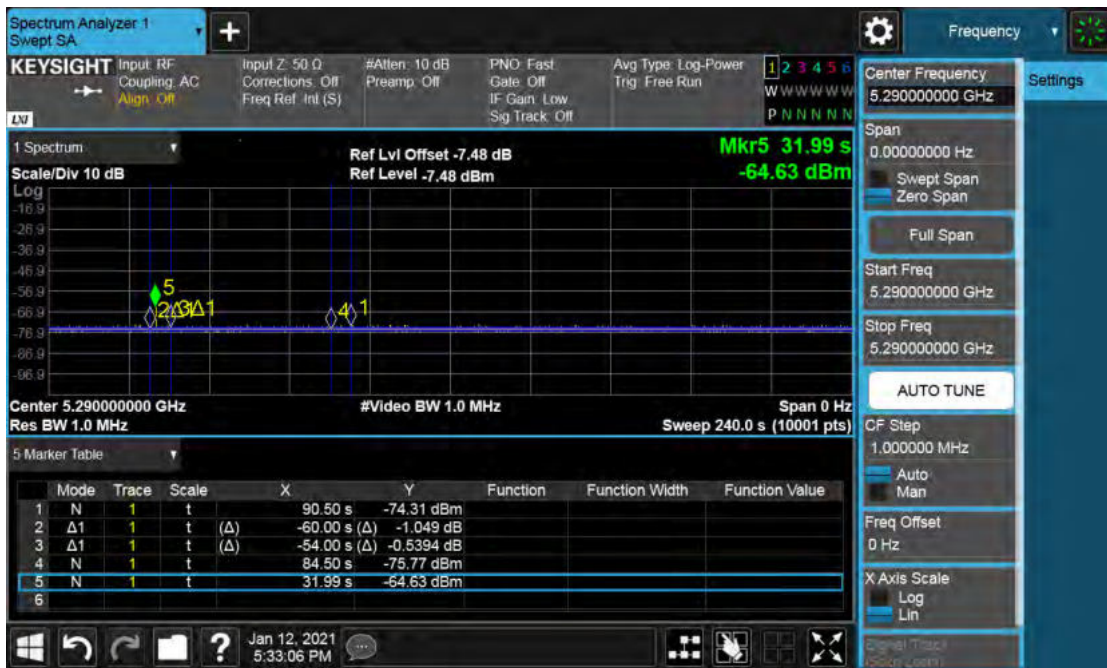 Spectrum Analyzer 1
Swept SA
+
Frequency
KEYSIGHT
LXI
Input: RF
Coupling: AC
Align: Off
Input Z: 50 Ω
Corrections: Off
Freq Ref: Int (S)
#Atten: 10 dB
Preamp: Off
PNO: Fast
Gate: Off
IF Gain: Low
Sig Track: Off
Avg Type: Log-Power
Trig: Free Run
1 2 3 4 5 6
W W W W W W
P N N N N N
1 Spectrum
Scale/Div 10 dB
Log
Ref Lvl Offset -7.48 dB
Ref Level -7.48 dBm
Mkr5 31.99 s
-64.63 dBm
-16.9
-26.9
-36.9
-46.9
-56.9
-66.9
-76.9
-86.9
-96.9
5
2Δ3Δ1
4
1
Center 5.290000000 GHz
#Video BW 1.0 MHz
Span 0 Hz
Res BW 1.0 MHz
Sweep 240.0 s (10001 pts)
5 Marker Table
Mode Trace Scale X Y Function Function Width Function Value
1 N 1 t 90.50 s -74.31 dBm
2 Δ1 1 t (Δ) -60.00 s (Δ) -1.049 dB
3 Δ1 1 t (Δ) -54.00 s (Δ) -0.5394 dB
4 N 1 t 84.50 s -75.77 dBm
5 N 1 t 31.99 s -64.63 dBm
6
?
Jan 12, 2021
5:33:06 PM
Center Frequency
5.290000000 GHz
Span
0.00000000 Hz
Swept Span
Zero Span
Full Span
Start Freq
5.290000000 GHz
Stop Freq
5.290000000 GHz
AUTO TUNE
CF Step
1.000000 MHz
Auto
Man
Freq Offset
0 Hz
X Axis Scale
Log
Lin
Signal Track
Settings